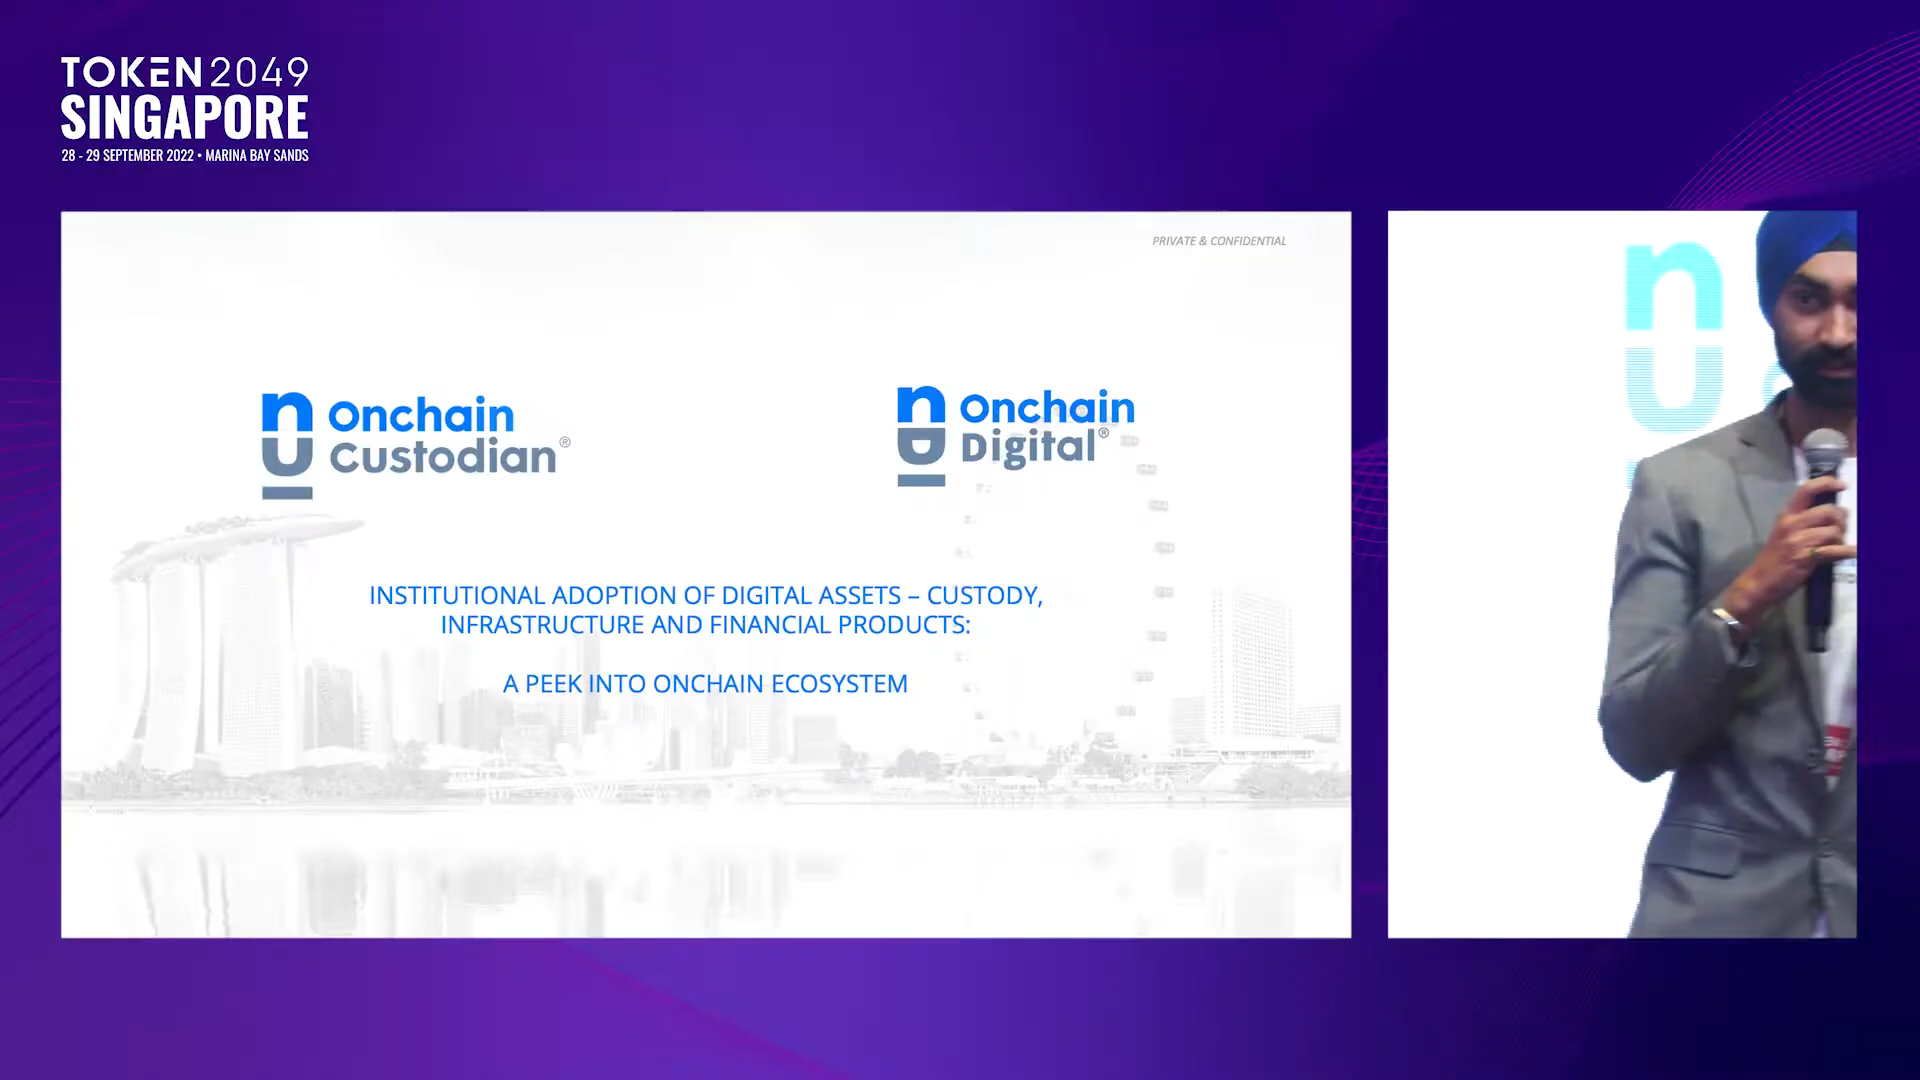 TOKEN2049
SINGAPORE
28 - 29 SEPTEMBER 2022 • MARINA BAY SANDS
PRIVATE & CONFIDENTIAL
Onchain
Custodian®
Onchain
Digital®
INSTITUTIONAL ADOPTION OF DIGITAL ASSETS – CUSTODY,
INFRASTRUCTURE AND FINANCIAL PRODUCTS:
A PEEK INTO ONCHAIN ECOSYSTEM